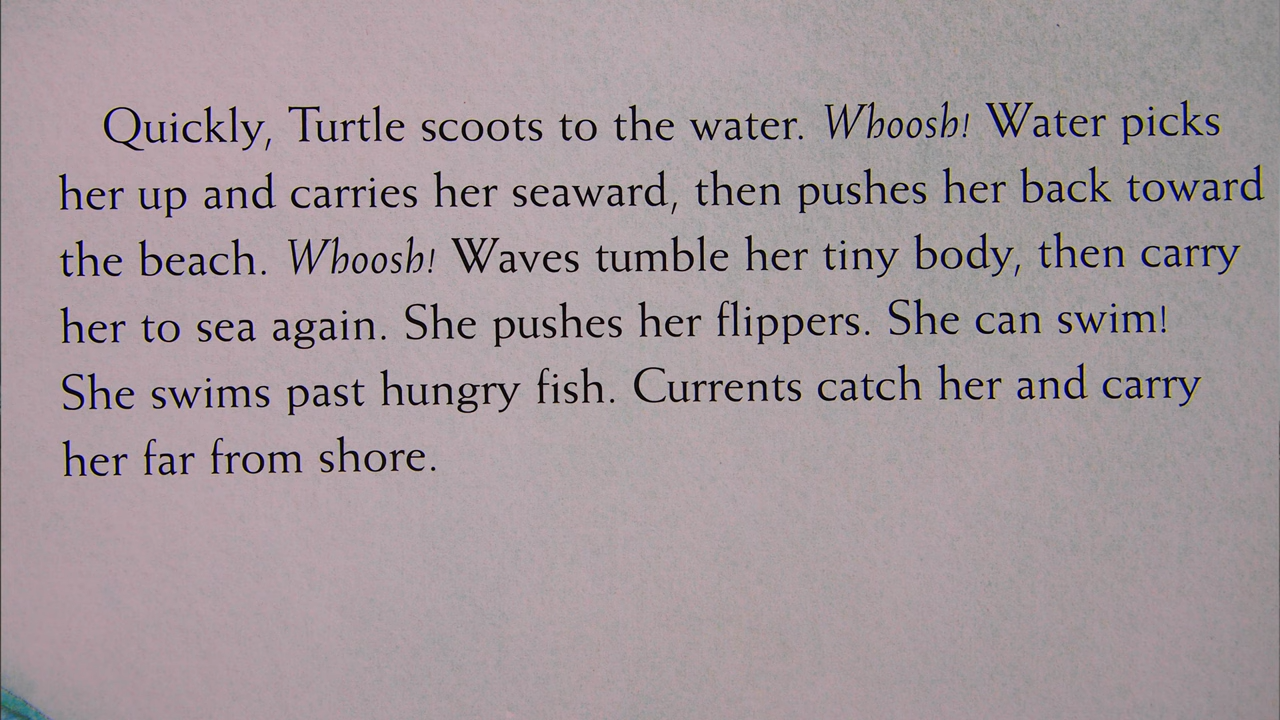 Quickly, Turtle scoots to the water. Whoosh! Water picks
her up and carries her seaward, then pushes her back toward
the beach. Whoosh! Waves tumble her tiny body, then carry
her to sea again. She pushes her flippers. She can swim!
She swims past hungry fish. Currents catch her and carry
her far from shore.